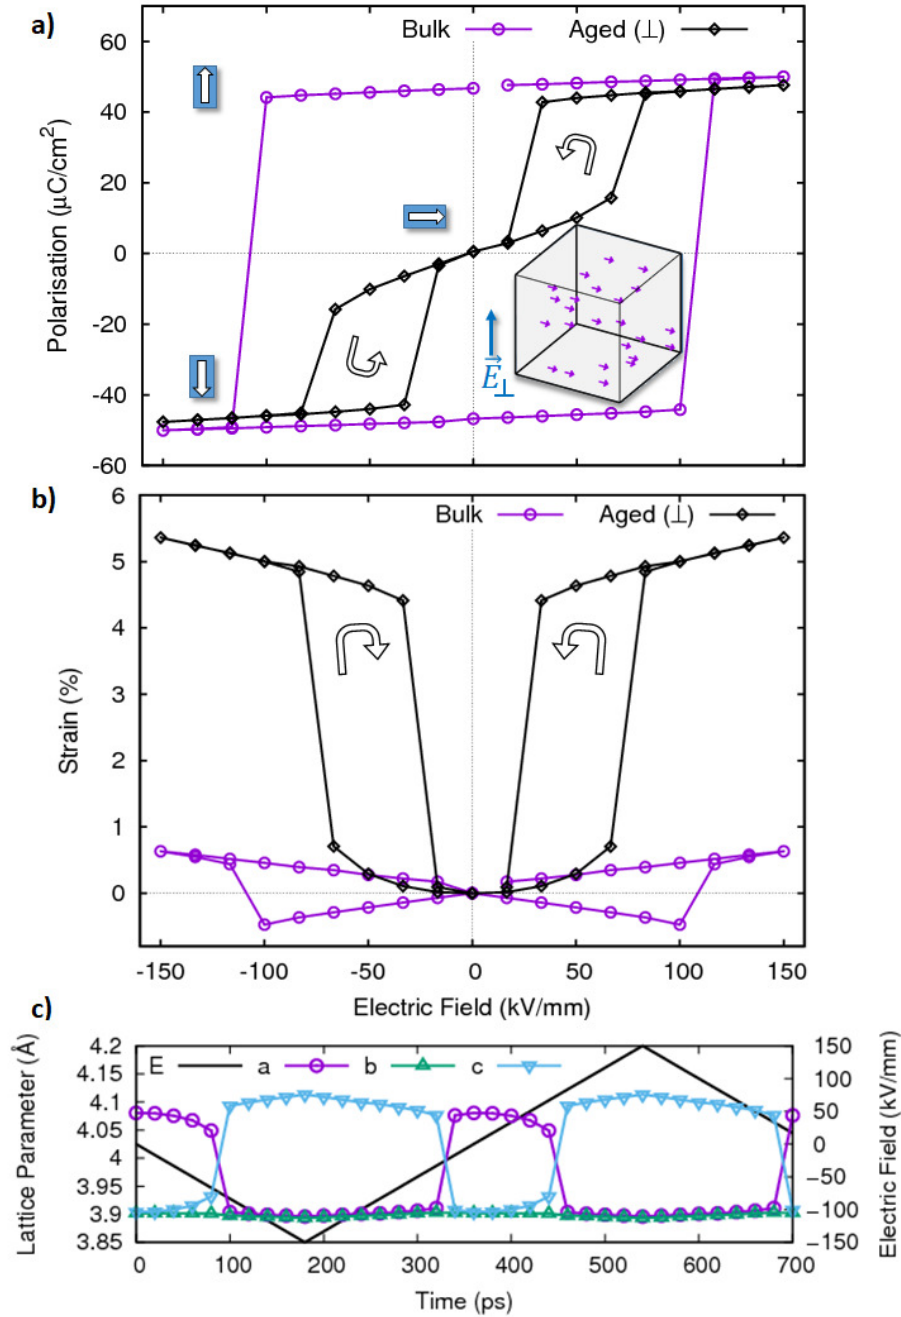 a)
Bulk
Aged (⊥)
60
40
20
0
-20
-40
-60
Polarisation (μC/cm²)
E⃗⊥
b)
Bulk
Aged (⊥)
6
5
4
3
2
1
0
Strain (%)
-150 -100 -50 0 50 100 150
Electric Field (kV/mm)
c)
E a b c
4.2
4.15
4.1
4.05
4
3.95
3.9
3.85
Lattice Parameter (Å)
150
100
50
0
−50
−100
−150
Electric Field (kV/mm)
0 100 200 300 400 500 600 700
Time (ps)